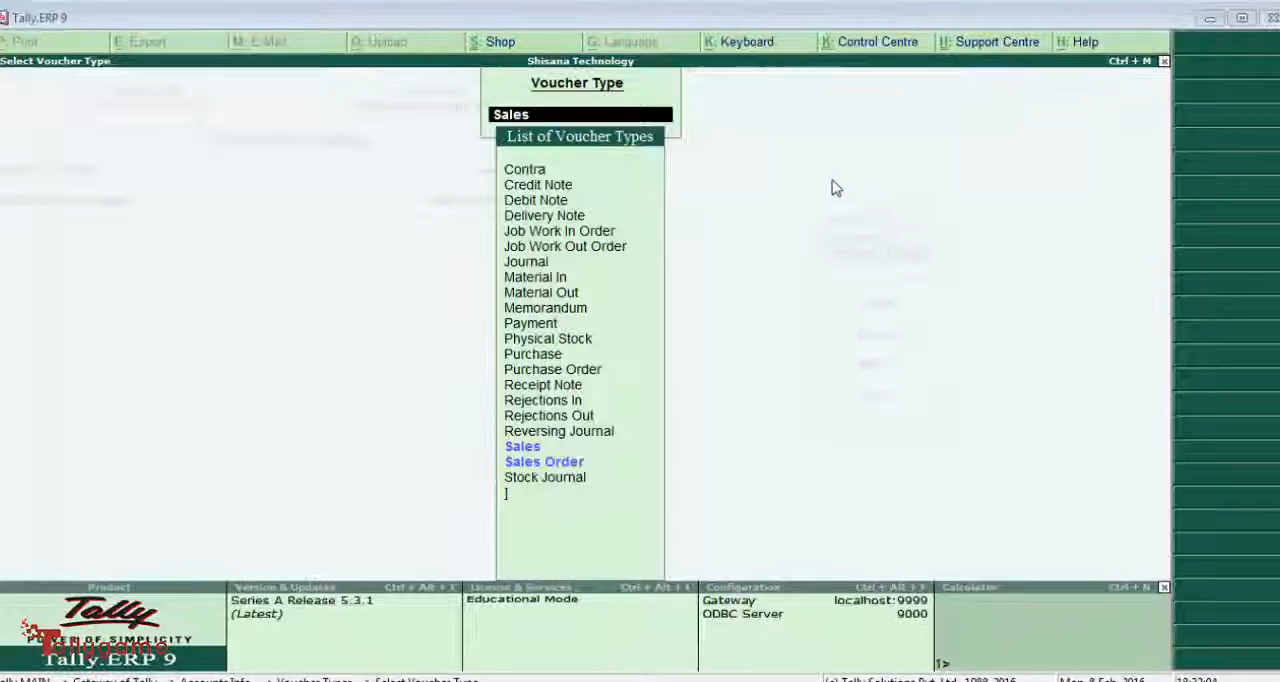 Tally.ERP 9
P: Print E: Export M: E-Mail O: Upload S: Shop G: Language K: Keyboard K: Control Centre H: Support Centre H: Help
Select Voucher Type Shisana Technology Ctrl + M
Voucher Type
Sales
List of Voucher Types
Contra
Credit Note
Debit Note
Delivery Note
Job Work In Order
Job Work Out Order
Journal
Material In
Material Out
Memorandum
Payment
Physical Stock
Purchase
Purchase Order
Receipt Note
Rejections In
Rejections Out
Reversing Journal
Sales
Sales Order
Stock Journal
]
Product Version & Updates Ctrl + Alt + T License & Services Ctrl + Alt + L Configuration Ctrl + Alt + F Calculator Ctrl + N
Tally
POWER OF SIMPLICITY
Tally.ERP 9
Series A Release 5.3.1
(Latest)
Educational Mode
Gateway localhost:9999
ODBC Server 9000
1>
Tally MAIN --> Gateway of Tally --> Accounts Info. --> Voucher Types --> Select Voucher Type (c) Tally Solutions Pvt. Ltd., 1988-2016 Mon, 8 Feb, 2016 18:32:04